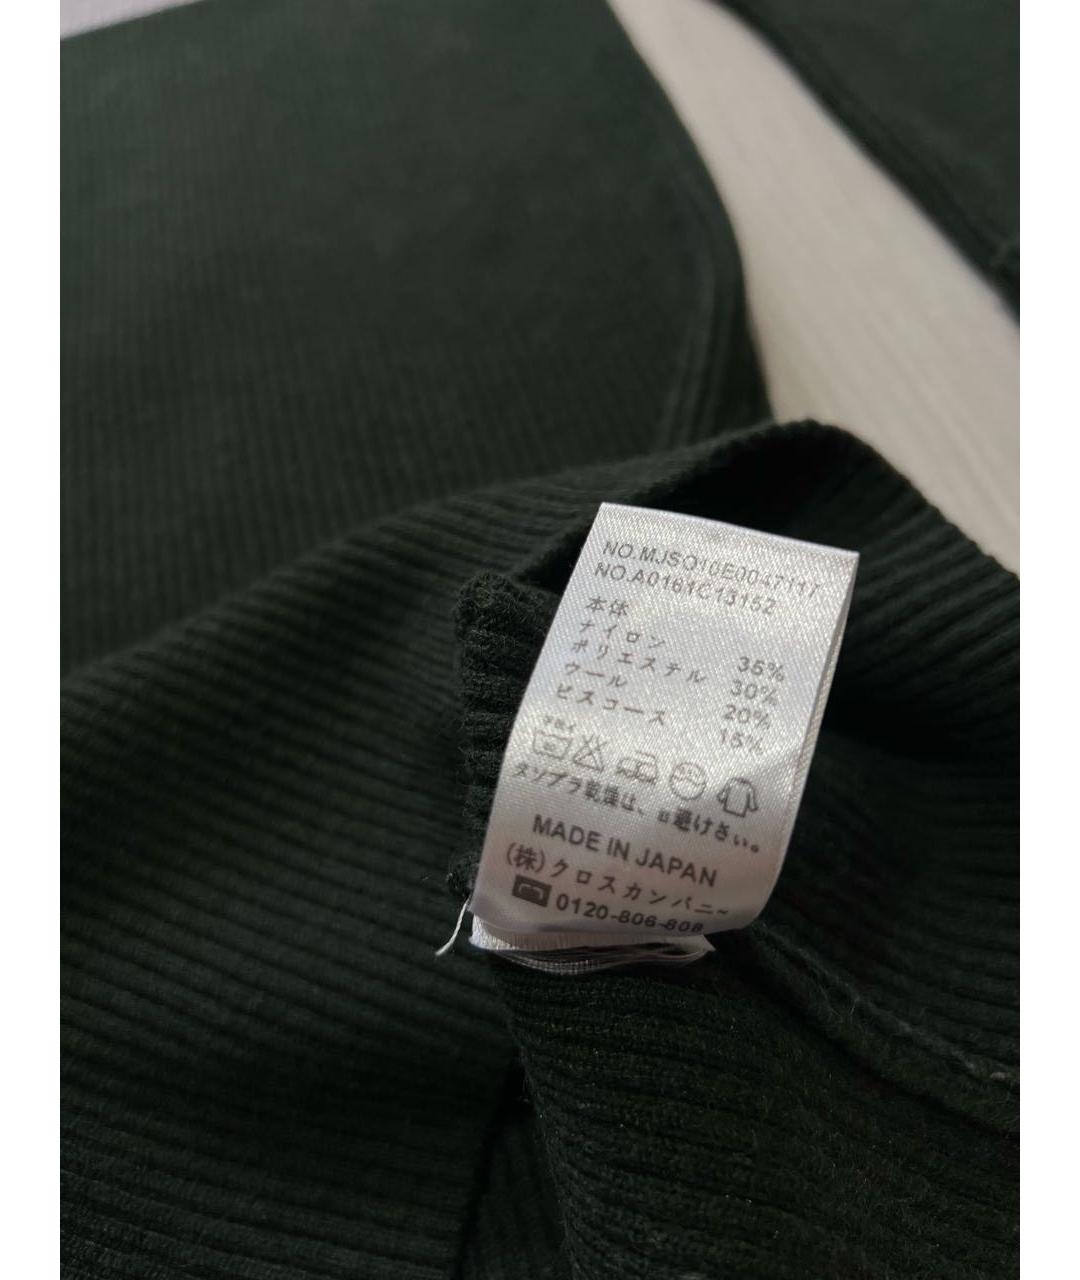 NO.MJSO10E0047117
NO.A0161C13152
本体
ナイロン 35%
ポリエステル 30%
ウール 20%
ビスコース 15%
タンブラ乾燥は、お避けさい。
MADE IN JAPAN
(株)クロスカンパニー
0120-806-808